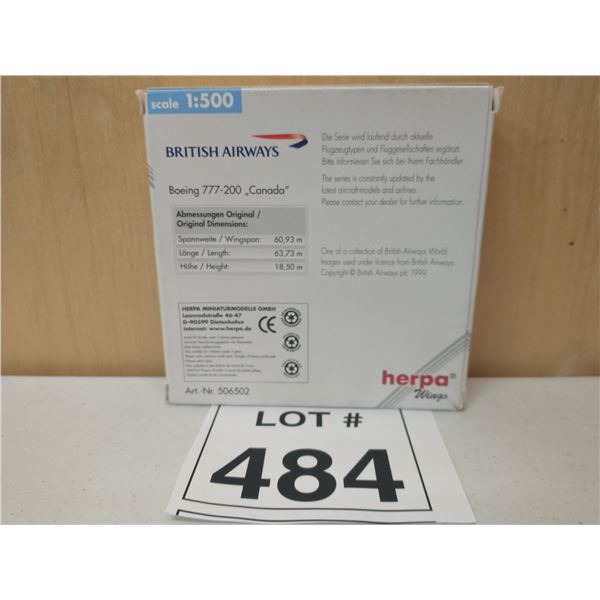 scale 1:500
BRITISH AIRWAYS
Boeing 777-200 „Canada"
Abmessungen Original /
Original Dimensions:
Spannweite / Wingspan: 60,93 m
Länge / Length: 63,73 m
Höhe / Height: 18,50 m
Die Serie wird laufend durch aktuelle
Flugzeugtypen und Fluggesellschaften ergänzt.
Bitte informieren Sie sich bei Ihrem Fachhändler.
The series is constantly updated by the
latest aircraftmodels and airlines.
Please contact your dealer for further information.
One of a collection of British Airways World
Images used under licence from British Airways.
Copyright © British Airways plc 1999
HERPA MINIATURMODELLE GMBH
Leonrodstraße 46-47
D-90599 Dietenhofen
Internet: www.herpa.de
CE
Art.-Nr. 506502
herpa®
Wings
LOT #
484